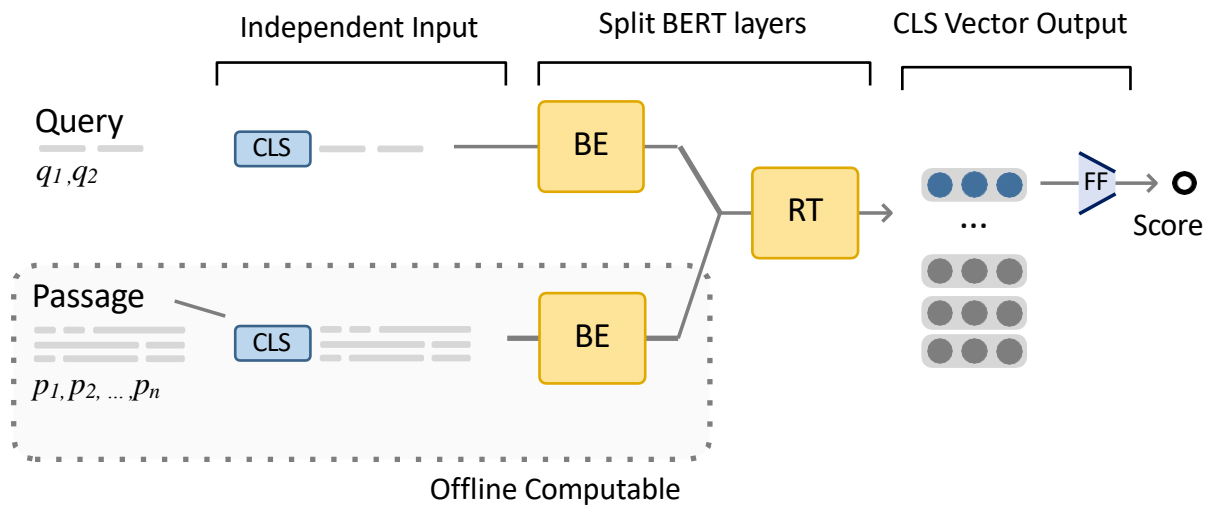 Independent Input
Split BERT layers
CLS Vector Output
Query
q1,q2
CLS
BE
RT
...
FF
Score
Passage
CLS
BE
p1, p2, ... ,pn
Offline Computable